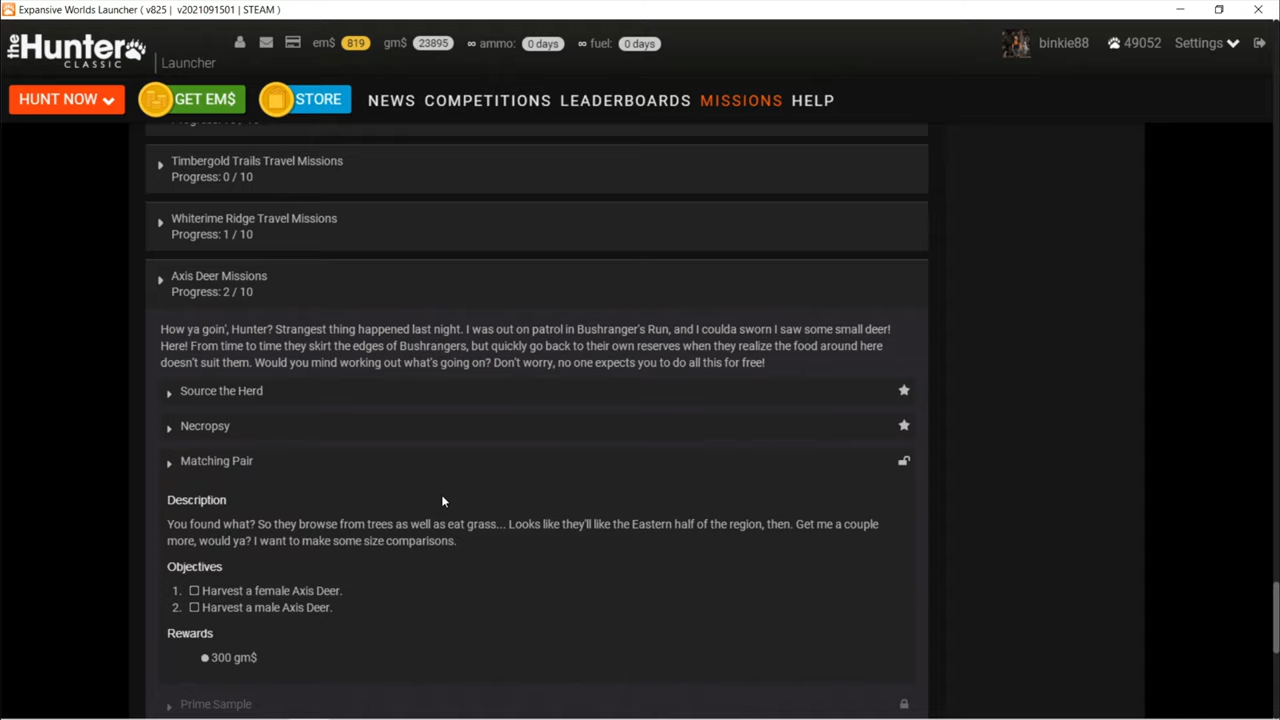 Expansive Worlds Launcher ( v825 | v2021091501 | STEAM )
theHunter CLASSIC | Launcher
em$ 819 gm$ 23895 ∞ ammo: 0 days ∞ fuel: 0 days
binkie88 49052 Settings
HUNT NOW GET EM$ STORE NEWS COMPETITIONS LEADERBOARDS MISSIONS HELP
Timbergold Trails Travel Missions
Progress: 0 / 10
Whiterime Ridge Travel Missions
Progress: 1 / 10
Axis Deer Missions
Progress: 2 / 10
How ya goin', Hunter? Strangest thing happened last night. I was out on patrol in Bushranger's Run, and I coulda sworn I saw some small deer!
Here! From time to time they skirt the edges of Bushrangers, but quickly go back to their own reserves when they realize the food around here
doesn't suit them. Would you mind working out what's going on? Don't worry, no one expects you to do all this for free!
Source the Herd
Necropsy
Matching Pair
Description
You found what? So they browse from trees as well as eat grass... Looks like they'll like the Eastern half of the region, then. Get me a couple
more, would ya? I want to make some size comparisons.
Objectives
1. Harvest a female Axis Deer.
2. Harvest a male Axis Deer.
Rewards
300 gm$
Prime Sample